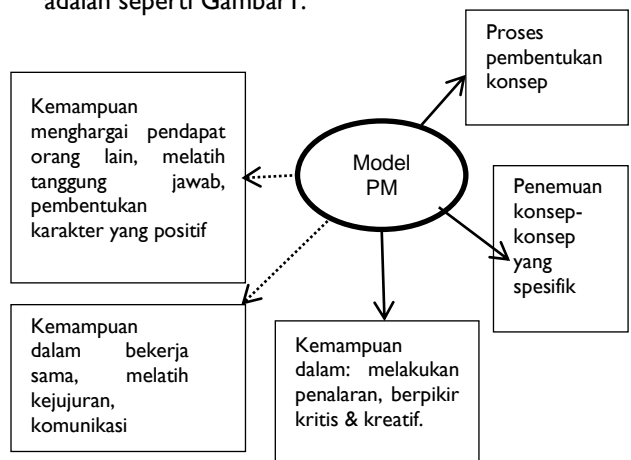 adalah seperti Gambar1.
Proses
pembentukan
konsep
Kemampuan
menghargai pendapat
orang lain, melatih
tanggung jawab,
pembentukan
karakter yang positif
Model
PM
Penemuan
konsep-
konsep
yang
spesifik
Kemampuan
dalam bekerja
sama, melatih
kejujuran,
komunikasi
Kemampuan
dalam: melakukan
penalaran, berpikir
kritis & kreatif.